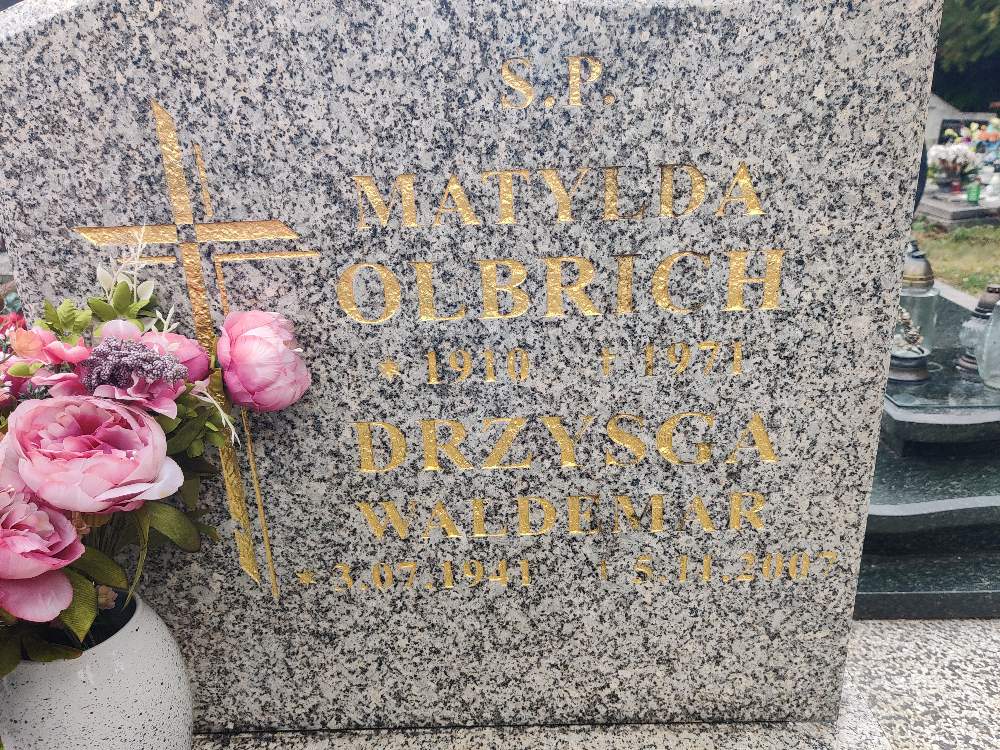 S.P.
MATYLDA
OLBRICH
* 1910 † 1971
DRZYSGA
WALDEMAR
* 3.07.1941 † 5.11.2007